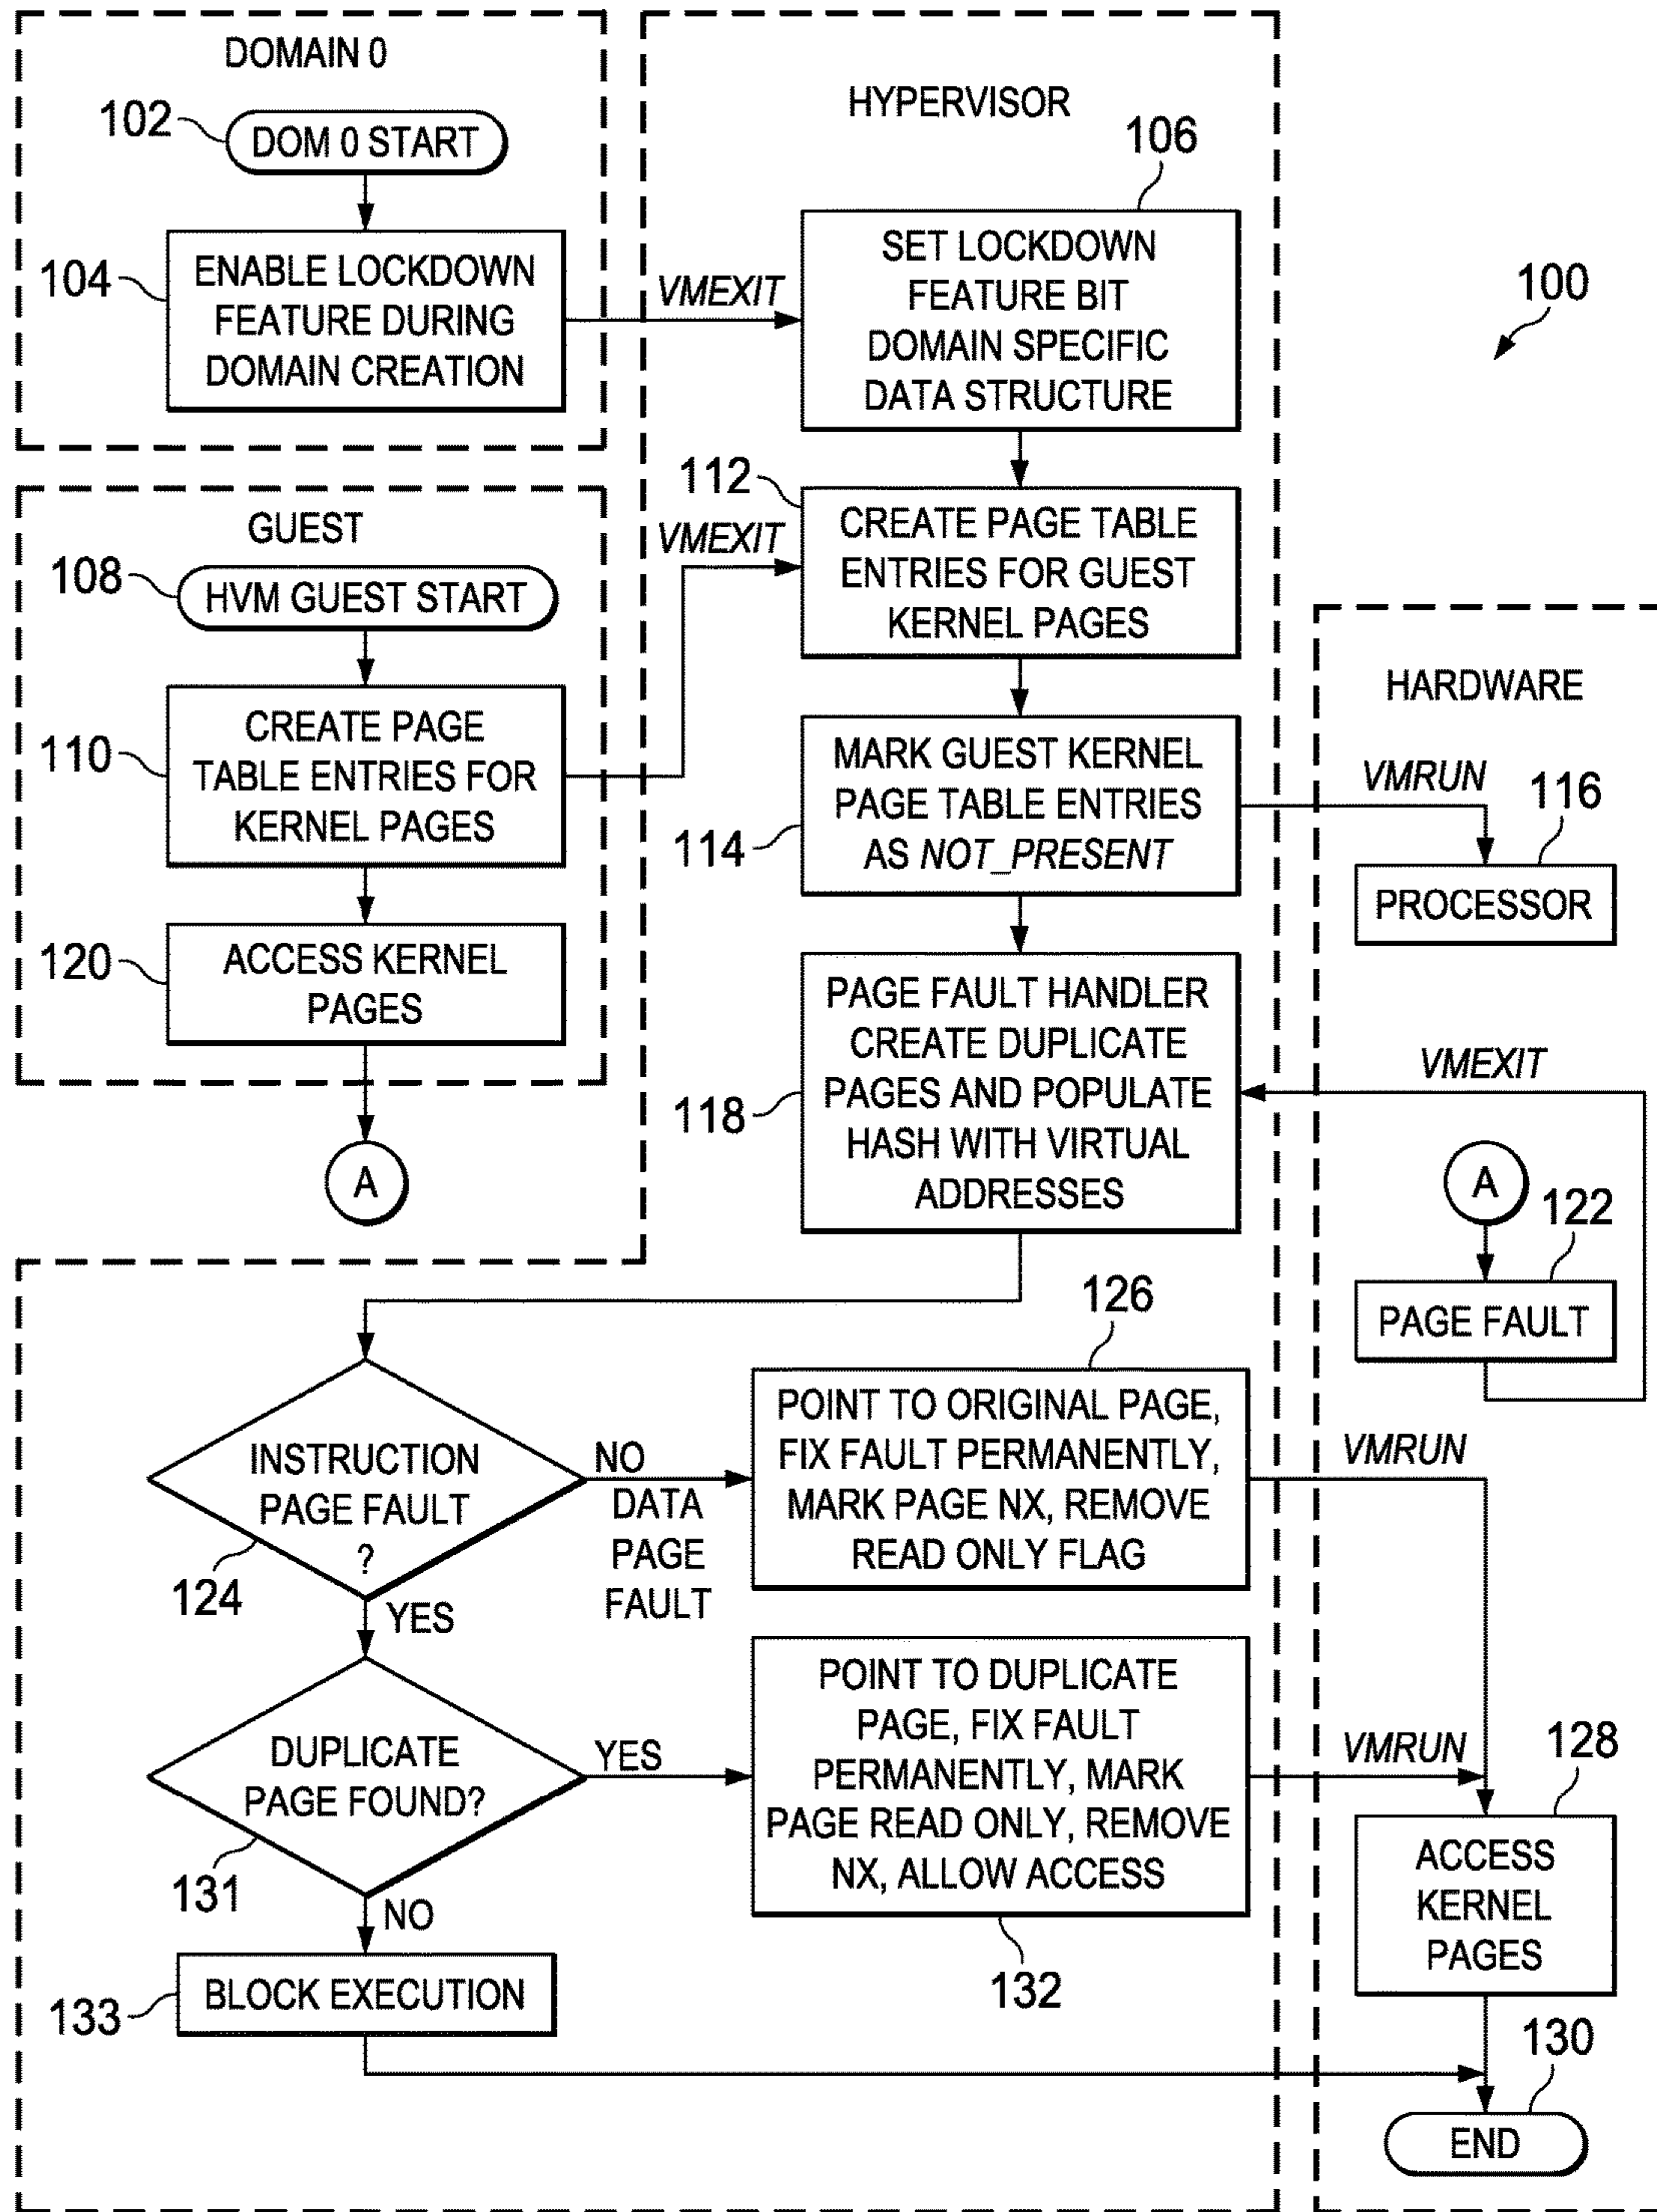 DOMAIN 0
102
DOM 0 START
104
ENABLE LOCKDOWN
FEATURE DURING
DOMAIN CREATION
VMEXIT
HYPERVISOR
106
SET LOCKDOWN
FEATURE BIT
DOMAIN SPECIFIC
DATA STRUCTURE
100
GUEST
108
HVM GUEST START
110
CREATE PAGE
TABLE ENTRIES FOR
KERNEL PAGES
120
ACCESS KERNEL
PAGES
A
VMEXIT
112
CREATE PAGE TABLE
ENTRIES FOR GUEST
KERNEL PAGES
114
MARK GUEST KERNEL
PAGE TABLE ENTRIES
AS NOT_PRESENT
118
PAGE FAULT HANDLER
CREATE DUPLICATE
PAGES AND POPULATE
HASH WITH VIRTUAL
ADDRESSES
HARDWARE
VMRUN
116
PROCESSOR
VMEXIT
A
122
PAGE FAULT
INSTRUCTION
PAGE FAULT
?
124
NO
DATA
PAGE
FAULT
YES
126
POINT TO ORIGINAL PAGE,
FIX FAULT PERMANENTLY,
MARK PAGE NX, REMOVE
READ ONLY FLAG
VMRUN
DUPLICATE
PAGE FOUND?
131
YES
NO
POINT TO DUPLICATE
PAGE, FIX FAULT
PERMANENTLY, MARK
PAGE READ ONLY, REMOVE
NX, ALLOW ACCESS
132
VMRUN
128
ACCESS
KERNEL
PAGES
133
BLOCK EXECUTION
130
END